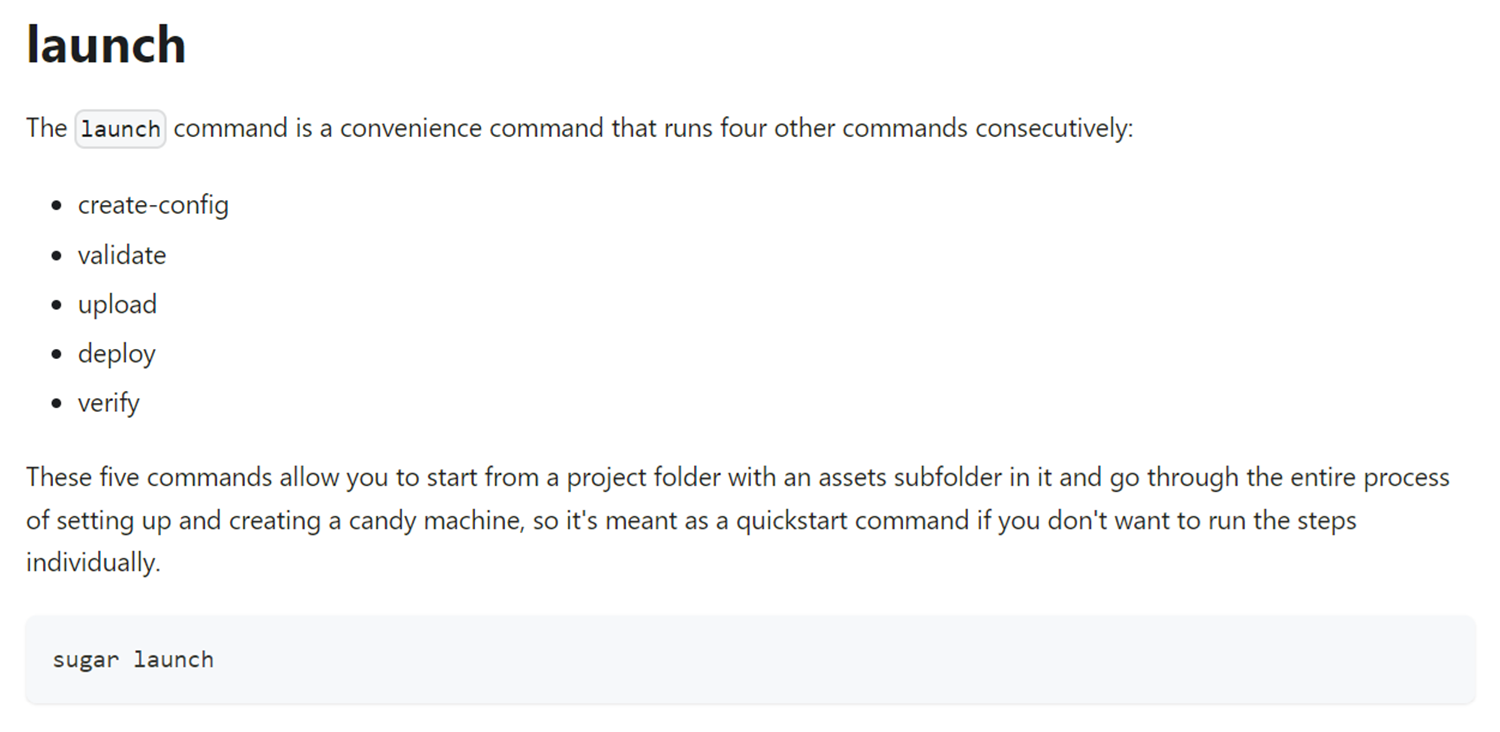 launch
The launch command is a convenience command that runs four other commands consecutively:
create-config
validate
upload
deploy
verify
These five commands allow you to start from a project folder with an assets subfolder in it and go through the entire process
of setting up and creating a candy machine, so it's meant as a quickstart command if you don't want to run the steps
individually.
sugar launch